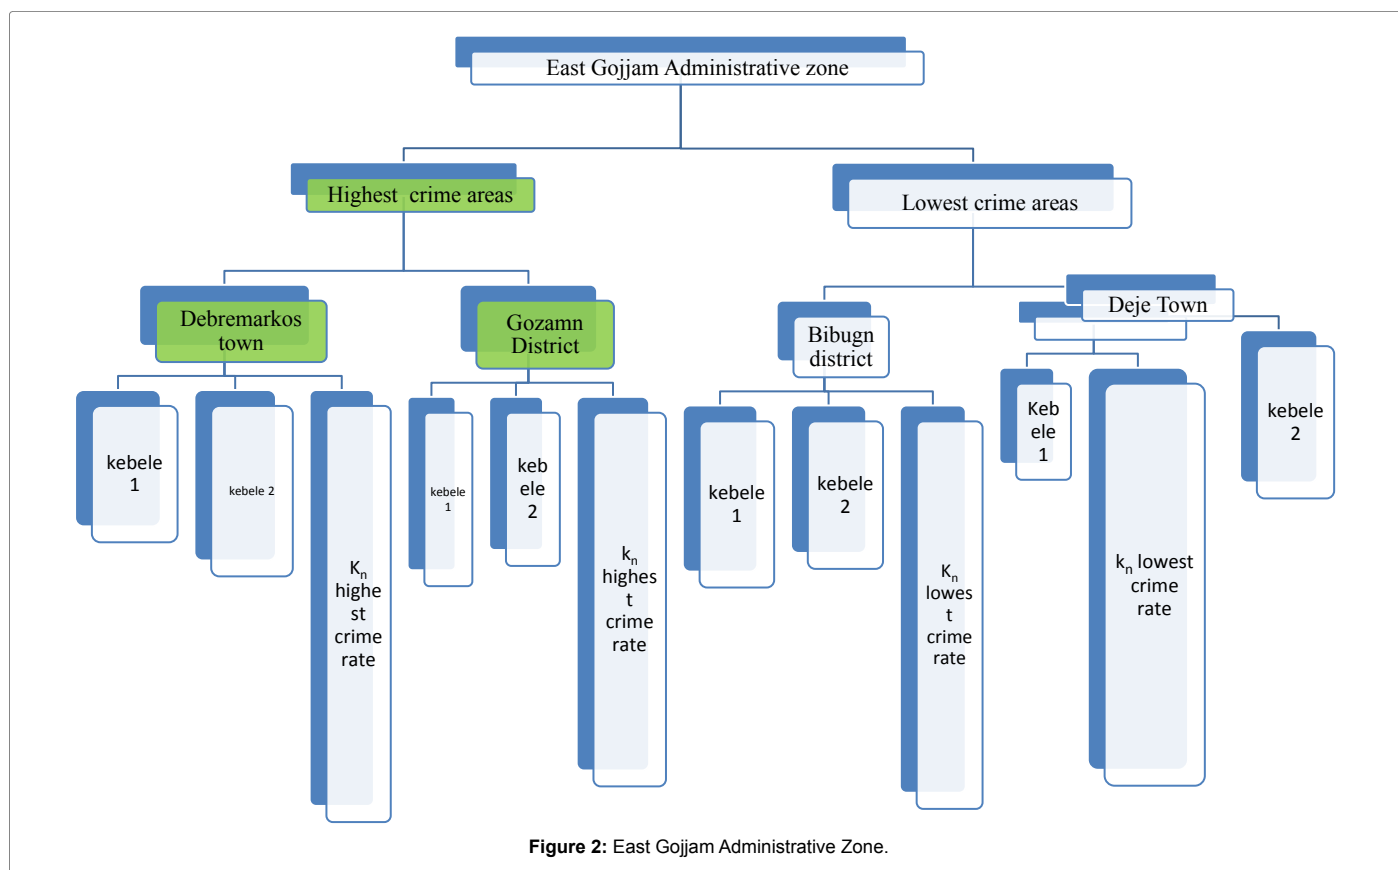 East Gojjam Administrative zone
Highest  crime areas
Lowest crime areas
Debremarkos
town
Gozamn
District
Bibugn
district
Deje Town
kebele
1
kebele 2
Kn
highe
st
crime
rate
kebele
1
keb
ele
2
kn
highes
t
crime
rate
kebele
1
kebele
2
Kn
lowes
t
crime
rate
Keb
ele
1
kn lowest
crime
rate
kebele
2
Figure 2: East Gojjam Administrative Zone.